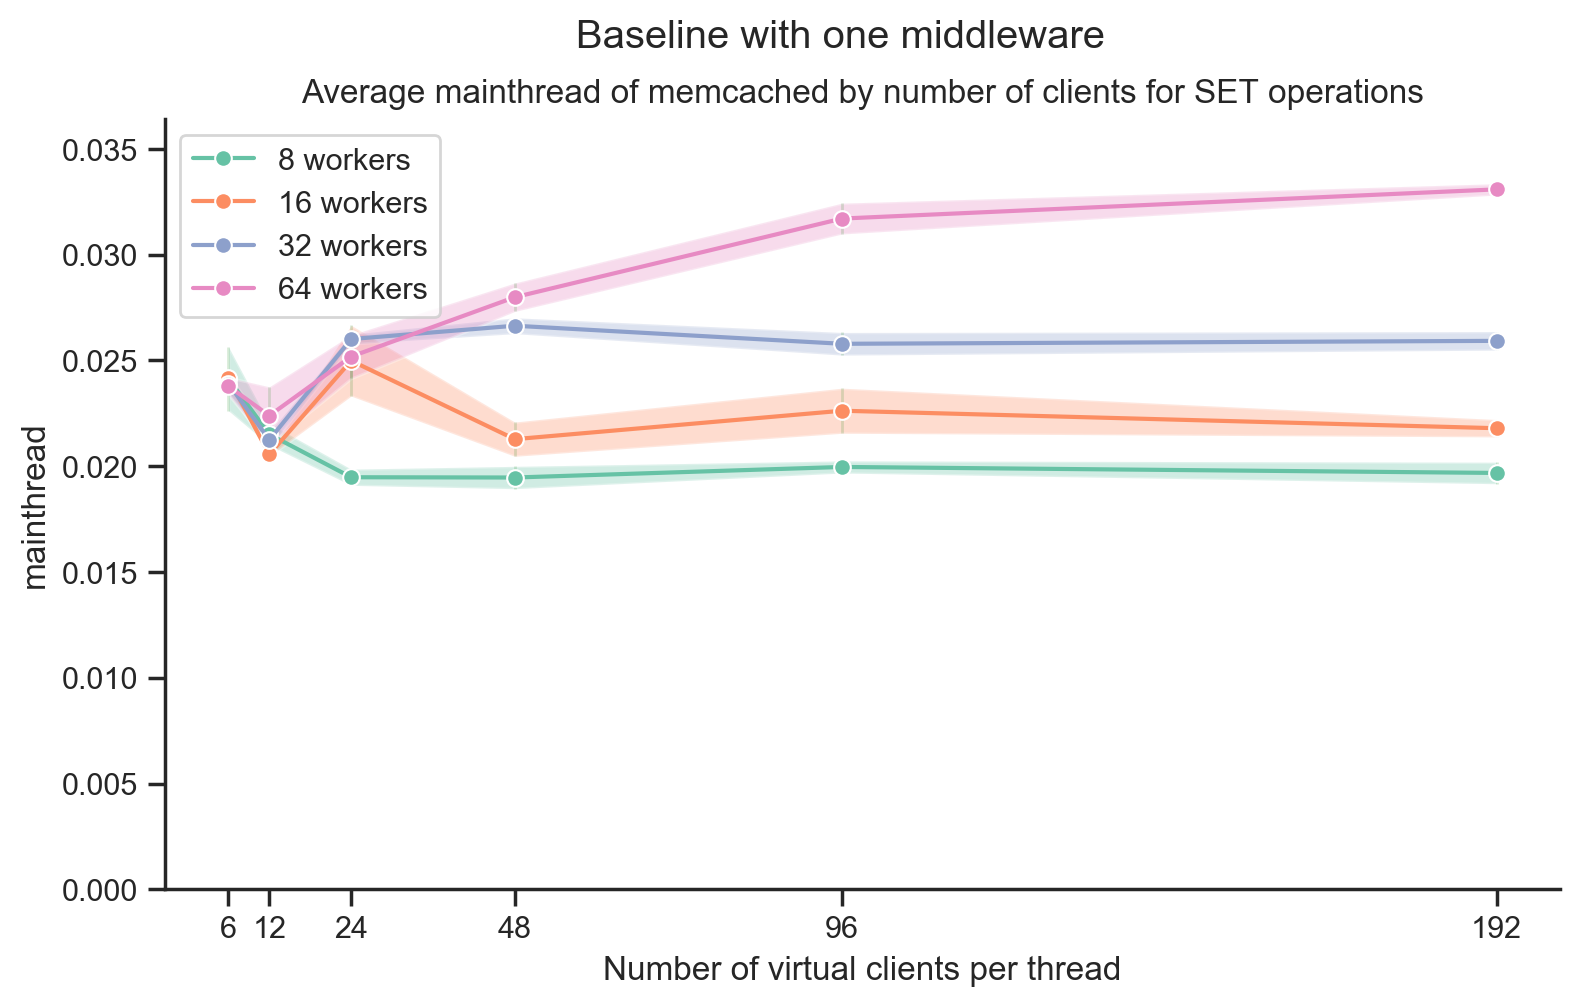 Baseline with one middleware
Average mainthread of memcached by number of clients for SET operations
8 workers
16 workers
32 workers
64 workers
mainthread
0.035
0.030
0.025
0.020
0.015
0.010
0.005
0.000
6 12 24 48 96 192
Number of virtual clients per thread